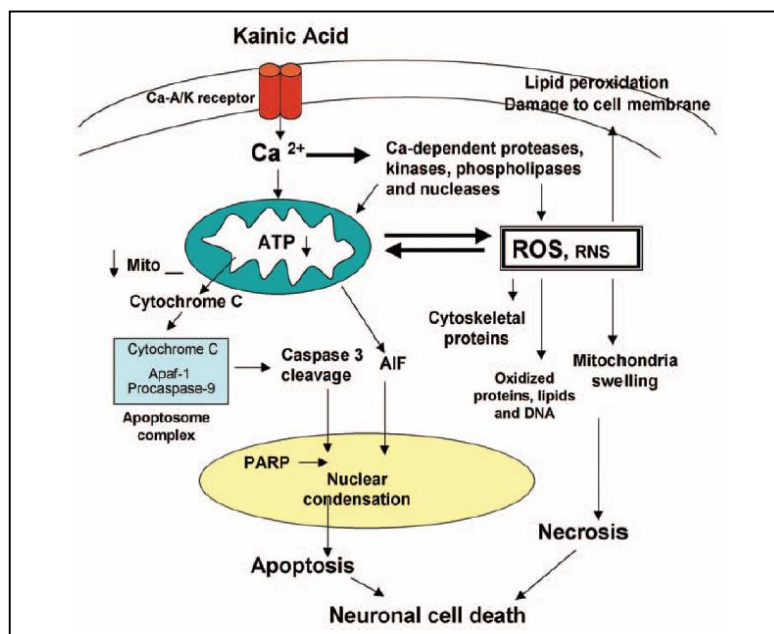 Kainic Acid
Ca-A/K receptor
Lipid peroxidation
Damage to cell membrane
Ca 2+
Ca-dependent proteases,
kinases, phospholipases
and nucleases
ATP
Mito
ROS, RNS
Cytochrome C
Cytoskeletal
proteins
Cytochrome C
Apaf-1
Procaspase-9
Apoptosome
complex
Caspase 3
cleavage
AIF
Oxidized
proteins, lipids
and DNA
Mitochondria
swelling
PARP
Nuclear
condensation
Necrosis
Apoptosis
Neuronal cell death